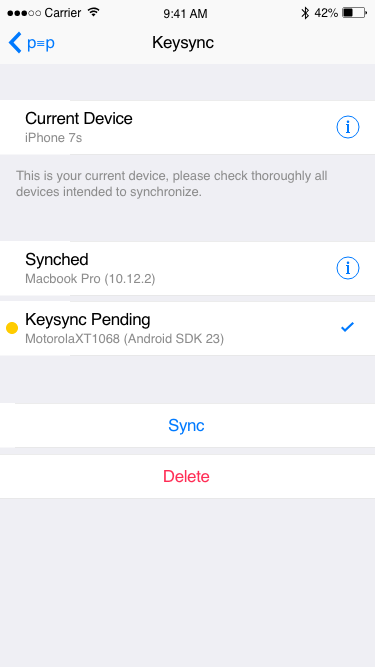 Carrier 9:41 AM 42%
p≡p Keysync
Current Device
iPhone 7s
This is your current device, please check thoroughly all
devices intended to synchronize.
Synched
Macbook Pro (10.12.2)
Keysync Pending
MotorolaXT1068 (Android SDK 23)
Sync
Delete